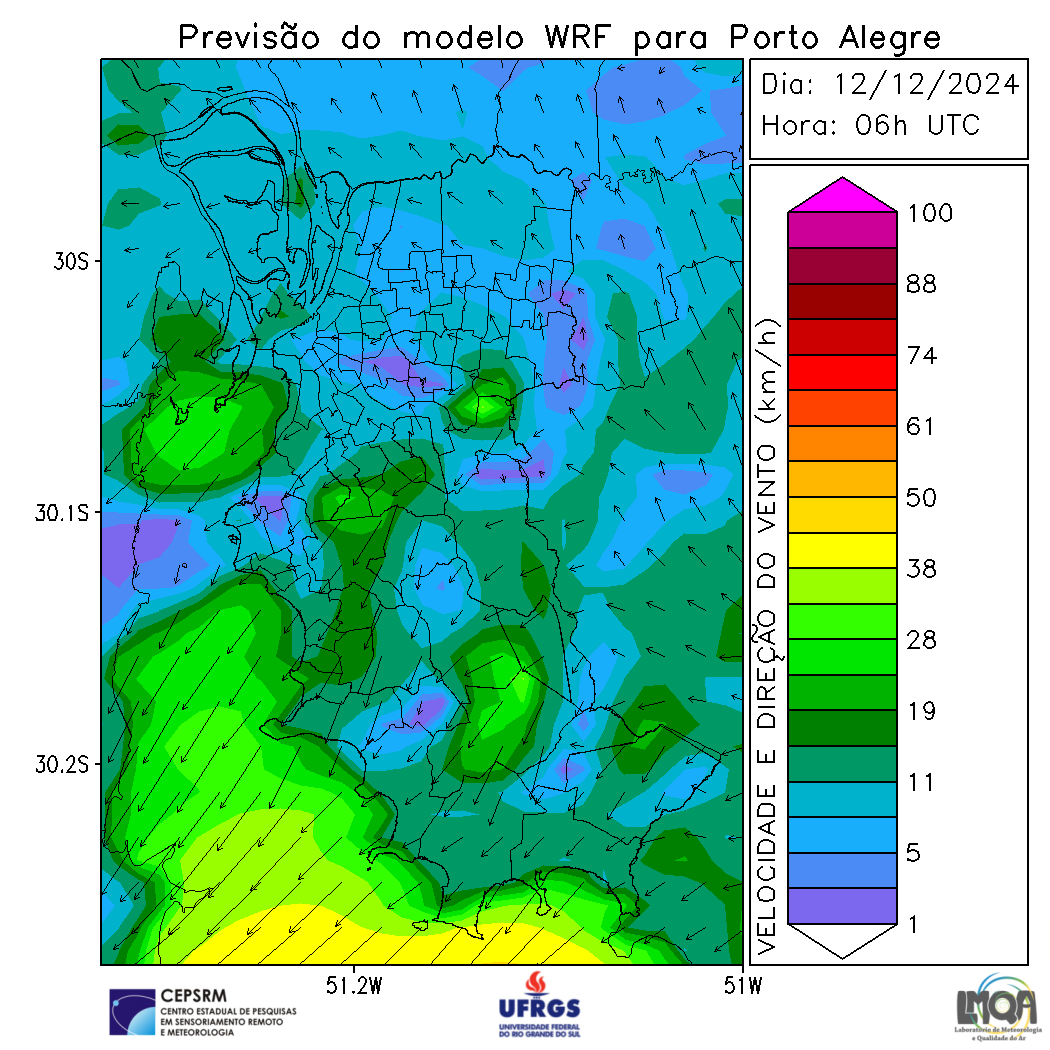 Previsão do modelo WRF para Porto Alegre
Dia: 12/12/2024
Hora: 06h UTC
30S
30.1S
30.2S
51.2W
51W
VELOCIDADE E DIREÇÃO DO VENTO (km/h)
100
88
74
61
50
38
28
19
11
5
1
CEPSRM
CENTRO ESTADUAL DE PESQUISAS
EM SENSORIAMENTO REMOTO
E METEOROLOGIA
UFRGS
UNIVERSIDADE FEDERAL
DO RIO GRANDE DO SUL
LMQA
Laboratório de Meteorologia
e Qualidade do Ar